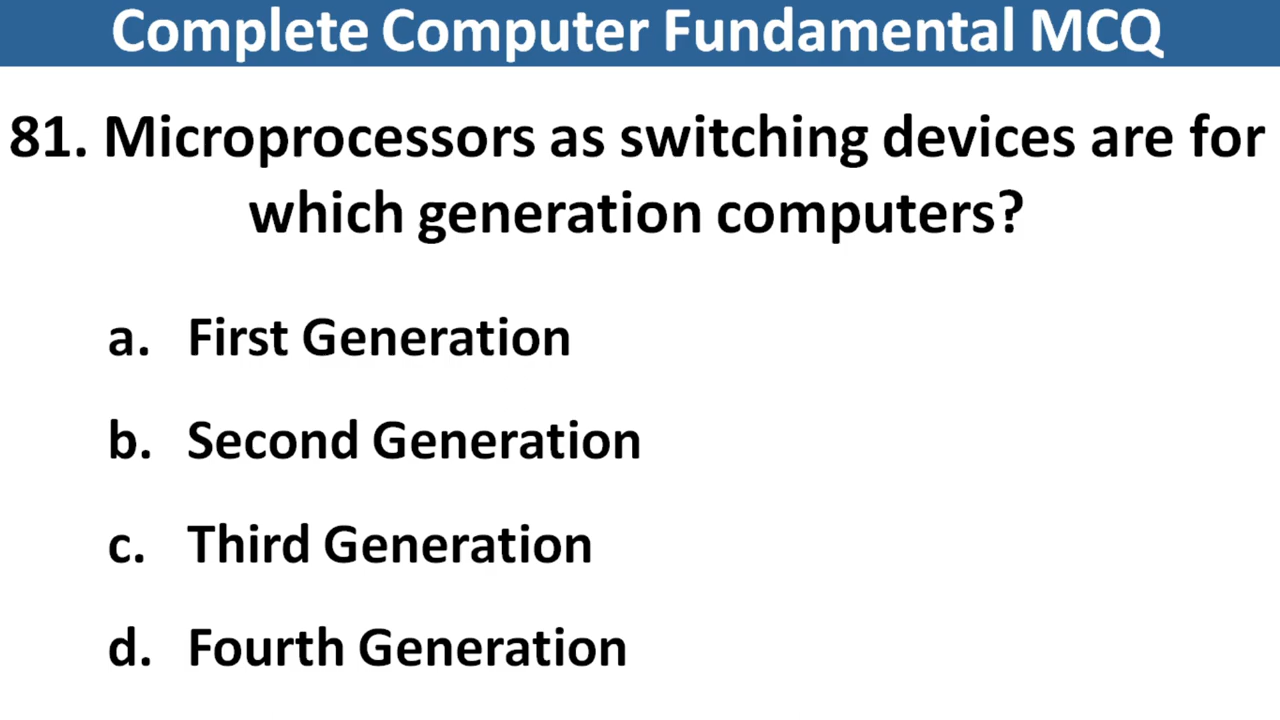 Complete Computer Fundamental MCQ
81. Microprocessors as switching devices are for
which generation computers?
a. First Generation
b. Second Generation
c. Third Generation
d. Fourth Generation